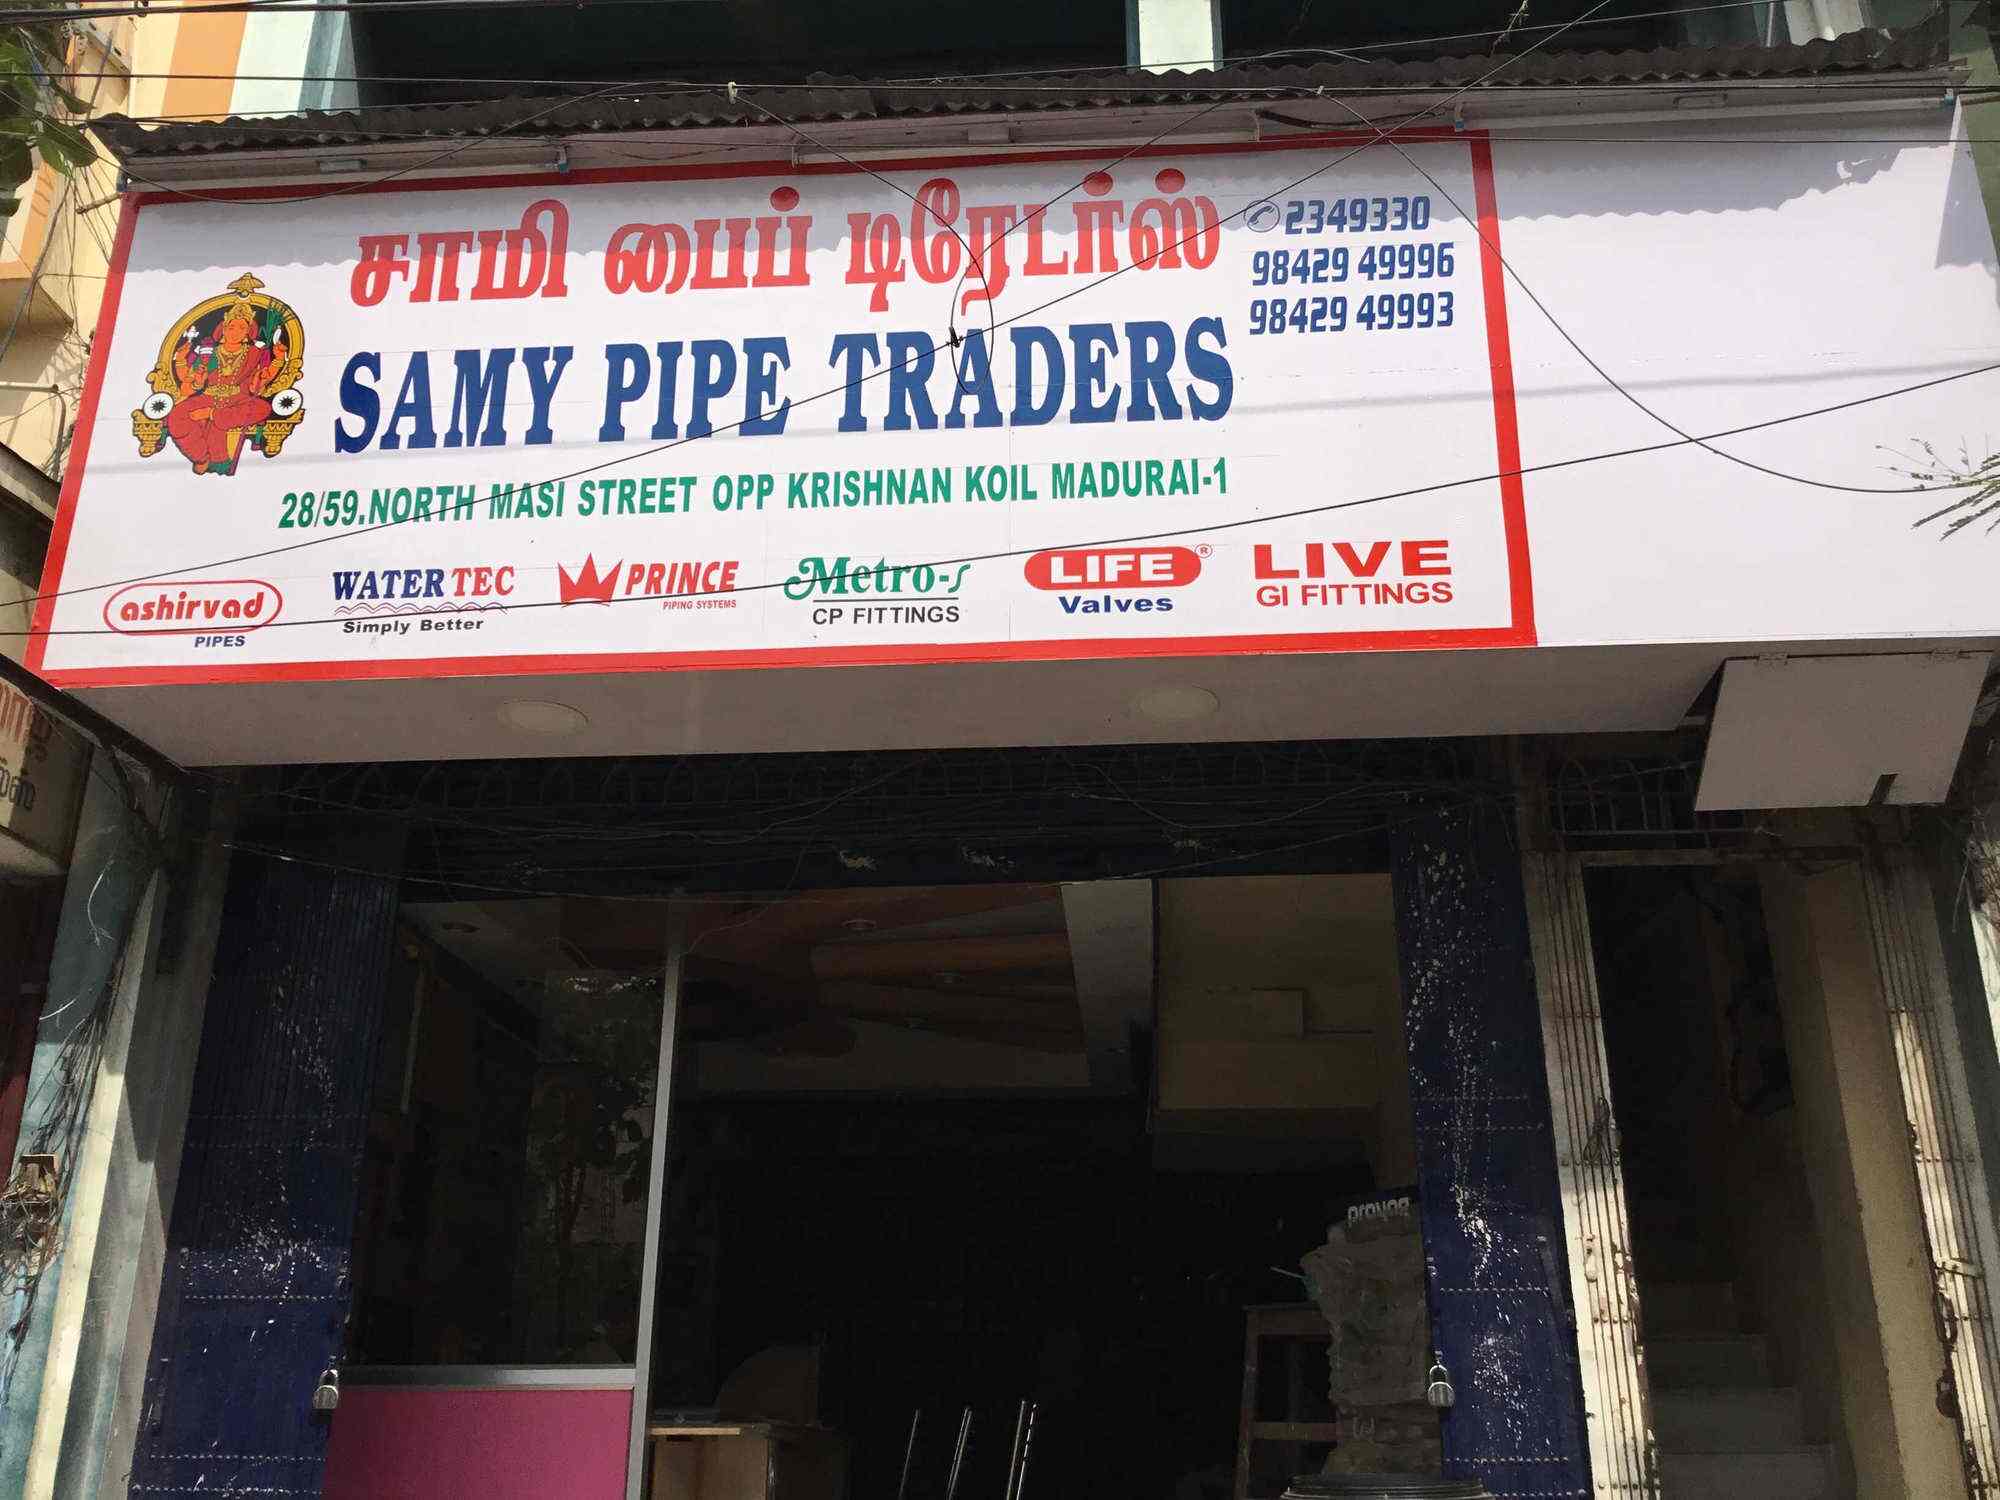 சாமி பைப் டிரேடர்ஸ்
2349330
98429 49996
98429 49993
SAMY PIPE TRADERS
28/59.NORTH MASI STREET OPP KRISHNAN KOIL MADURAI-1
ashirvad
PIPES
WATER TEC
Simply Better
PRINCE
PIPING SYSTEMS
Metro-s
CP FITTINGS
LIFE ®
Valves
LIVE
GI FITTINGS
prayag